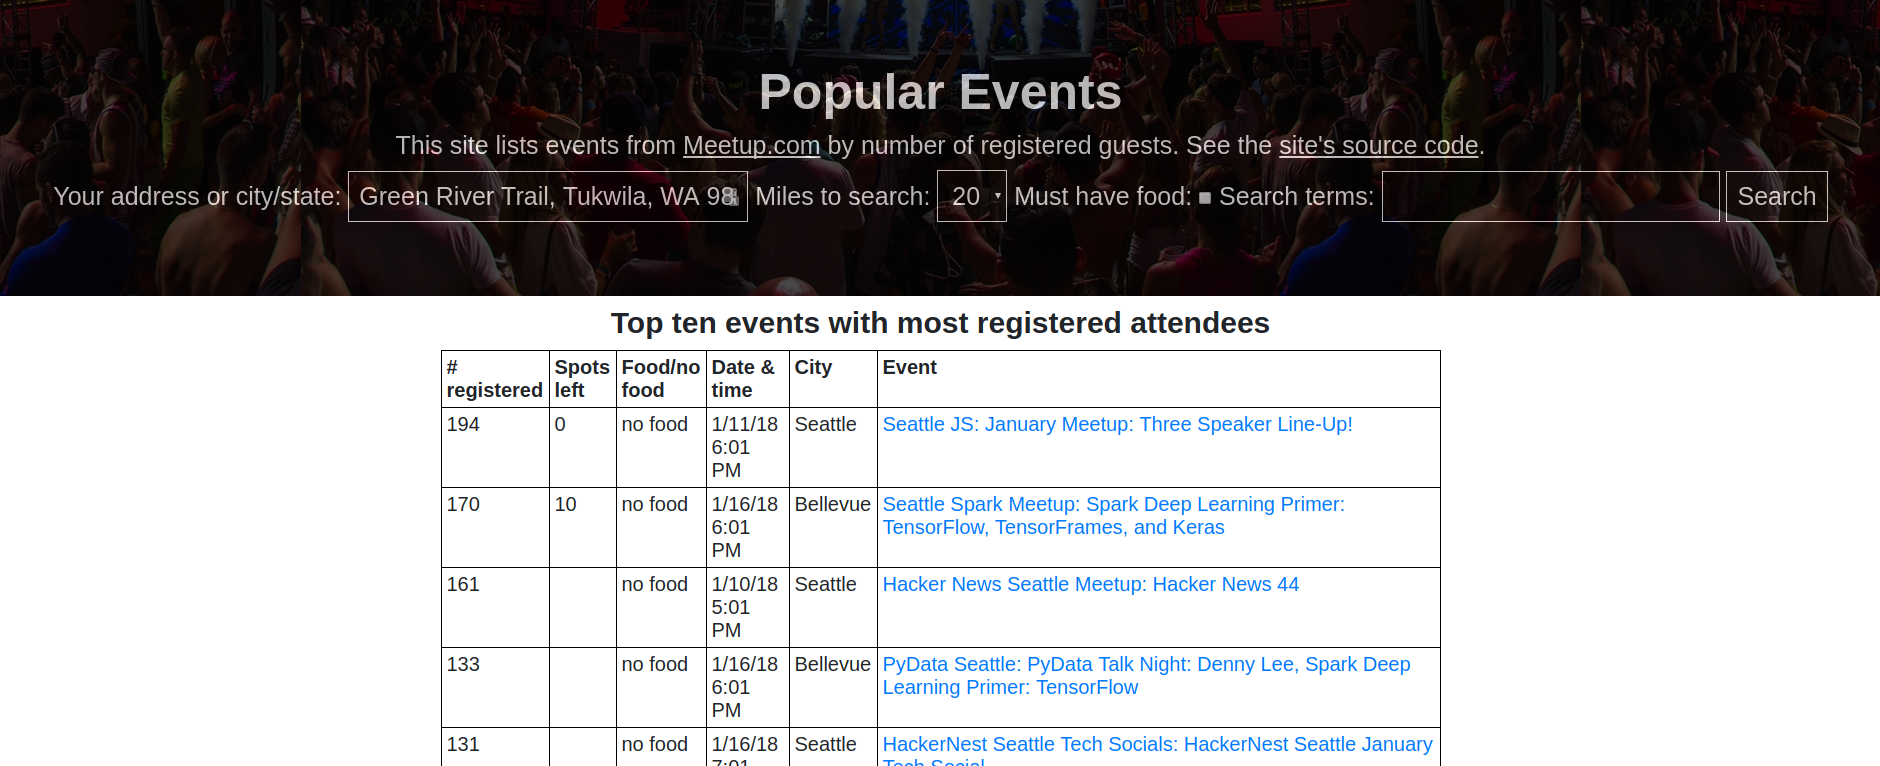 Popular Events
This site lists events from Meetup.com by number of registered guests. See the site's source code.
Your address or city/state: Green River Trail, Tukwila, WA 98 Miles to search: 20 Must have food: Search terms: Search
Top ten events with most registered attendees
# registered Spots left Food/no food Date & time City Event
194 0 no food 1/11/18 6:01 PM Seattle Seattle JS: January Meetup: Three Speaker Line-Up!
170 10 no food 1/16/18 6:01 PM Bellevue Seattle Spark Meetup: Spark Deep Learning Primer: TensorFlow, TensorFrames, and Keras
161 no food 1/10/18 5:01 PM Seattle Hacker News Seattle Meetup: Hacker News 44
133 no food 1/16/18 6:01 PM Bellevue PyData Seattle: PyData Talk Night: Denny Lee, Spark Deep Learning Primer: TensorFlow
131 no food 1/16/18 7:01 Seattle HackerNest Seattle Tech Socials: HackerNest Seattle January Tech Social